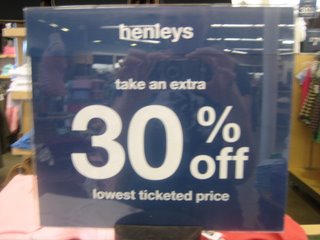 henleys
take an extra
30% off
lowest ticketed price